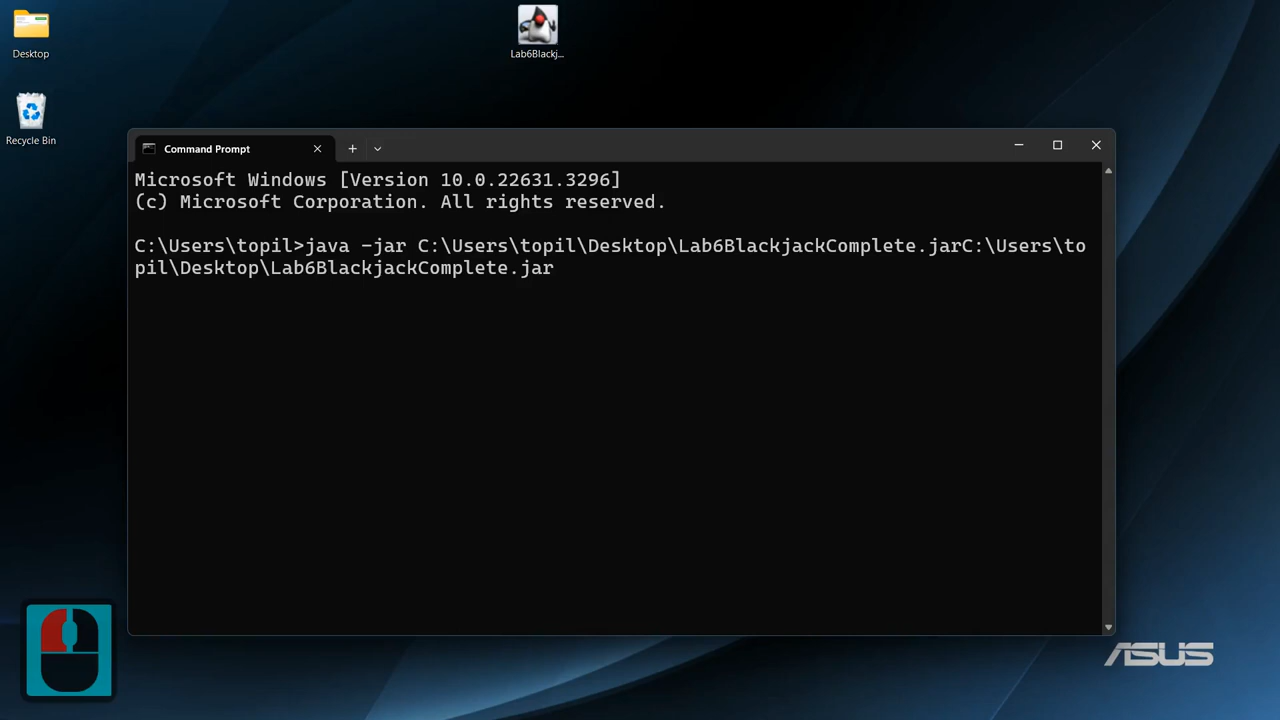 Desktop
Lab6Blackj...
Recycle Bin
Command Prompt
Microsoft Windows [Version 10.0.22631.3296]
(c) Microsoft Corporation. All rights reserved.
C:\Users\topil>java -jar C:\Users\topil\Desktop\Lab6BlackjackComplete.jarC:\Users\to
pil\Desktop\Lab6BlackjackComplete.jar
ASUS